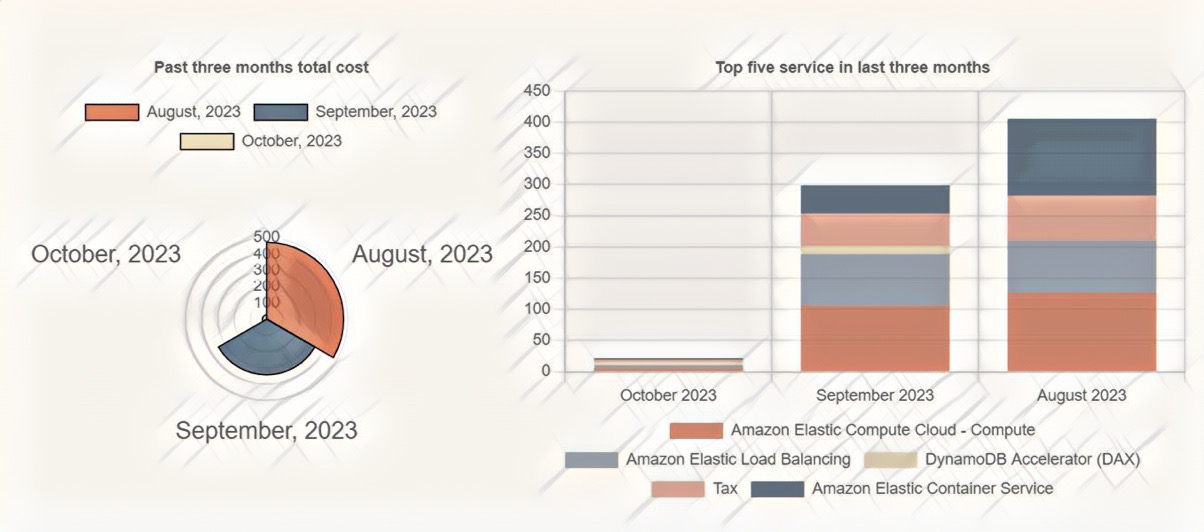 Past three months total cost
August, 2023
September, 2023
October, 2023
500
400
300
200
100
0
October, 2023
August, 2023
September, 2023
Top five service in last three months
450
400
350
300
250
200
150
100
50
0
October 2023
September 2023
August 2023
Amazon Elastic Compute Cloud - Compute
Amazon Elastic Load Balancing
DynamoDB Accelerator (DAX)
Tax
Amazon Elastic Container Service